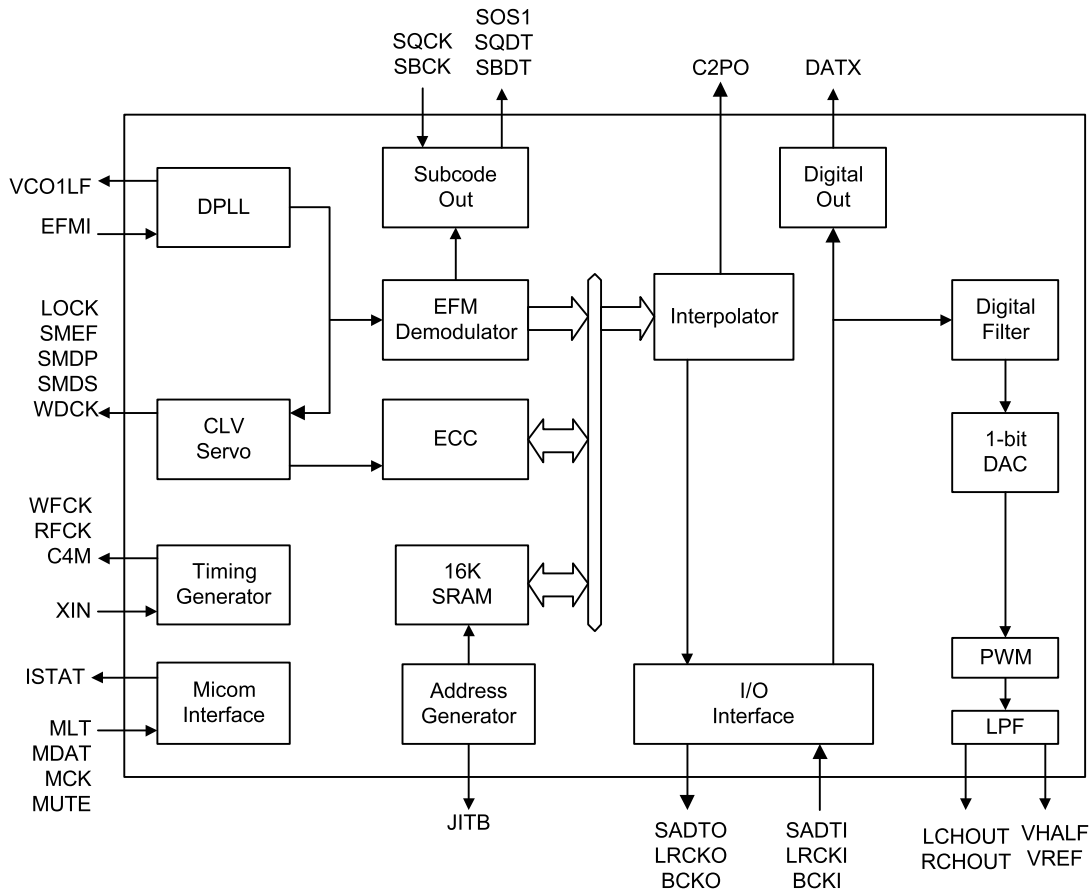 SOS1
SQDT
SBDT
SQCK
SBCK
C2PO
DATX
VCO1LF
EFMI
DPLL
Subcode
Out
Digital
Out
LOCK
SMEF
SMDP
SMDS
WDCK
EFM
Demodulator
Interpolator
Digital
Filter
CLV
Servo
ECC
1-bit
DAC
WFCK
RFCK
C4M
XIN
Timing
Generator
16K
SRAM
PWM
ISTAT
MLT
MDAT
MCK
MUTE
Micom
Interface
Address
Generator
I/O
Interface
LPF
JITB
SADTO
LRCKO
BCKO
SADTI
LRCKI
BCKI
LCHOUT
RCHOUT
VHALF
VREF